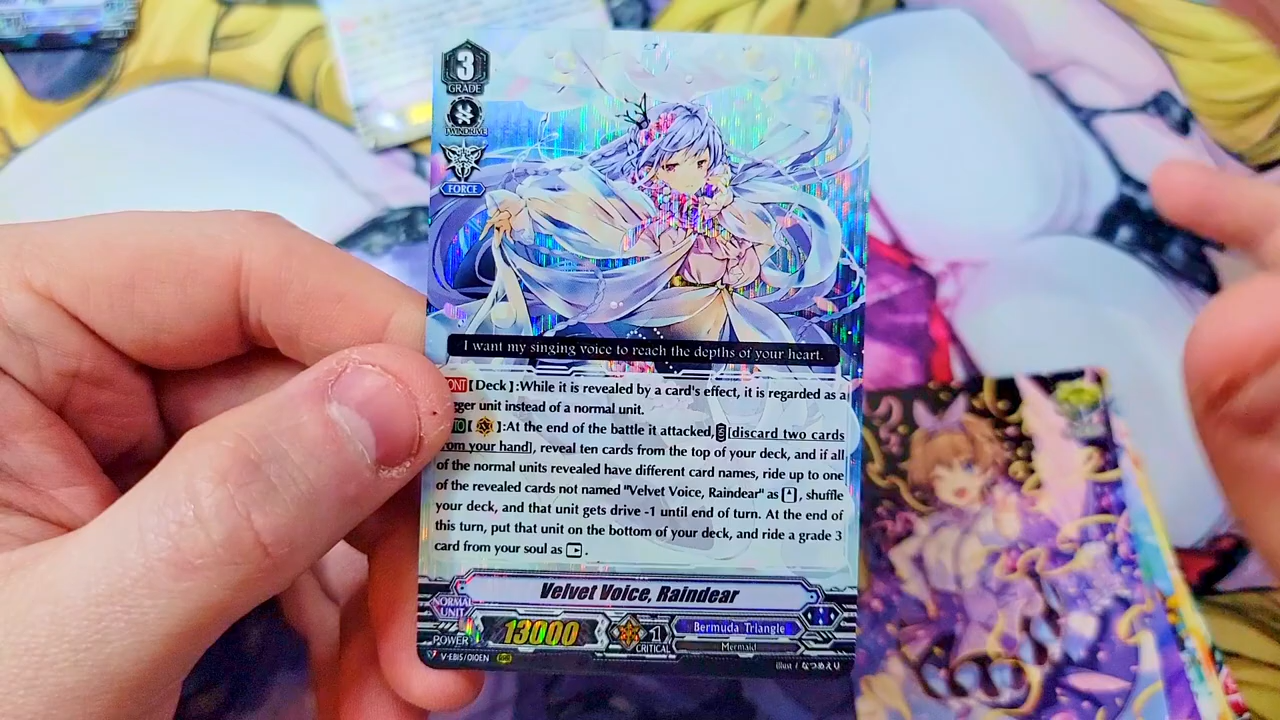 3
GRADE
TWINDRIVE
FORCE
I want my singing voice to reach the depths of your heart.
CONT【Deck】:While it is revealed by a card's effect, it is regarded as a
gger unit instead of a normal unit.
【 】:At the end of the battle it attacked, [discard two cards
om your hand], reveal ten cards from the top of your deck, and if all
of the normal units revealed have different card names, ride up to one
of the revealed cards not named "Velvet Voice, Raindear" as , shuffle
your deck, and that unit gets drive -1 until end of turn. At the end of
this turn, put that unit on the bottom of your deck, and ride a grade 3
card from your soul as .
Velvet Voice, Raindear
NORMAL
UNIT
POWER 13000 1 CRITICAL
Bermuda Triangle
Mermaid
V-EB15/010EN RRR
illust / なつめえり